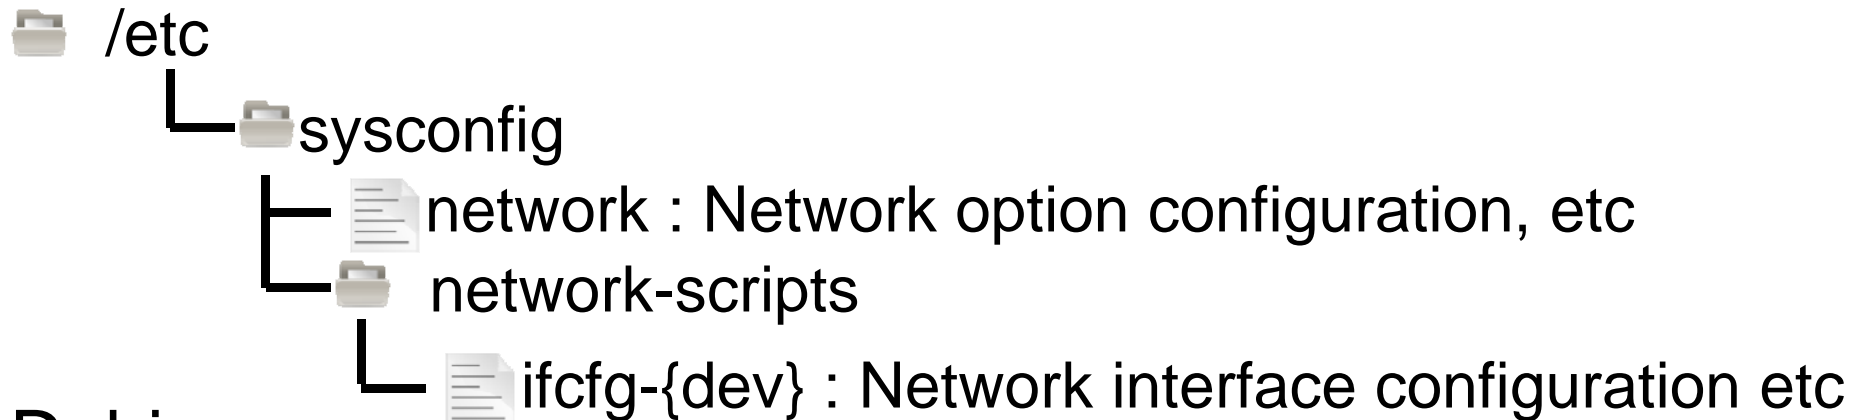 /etc
sysconfig
network : Network option configuration, etc
network-scripts
ifcfg-{dev} : Network interface configuration etc